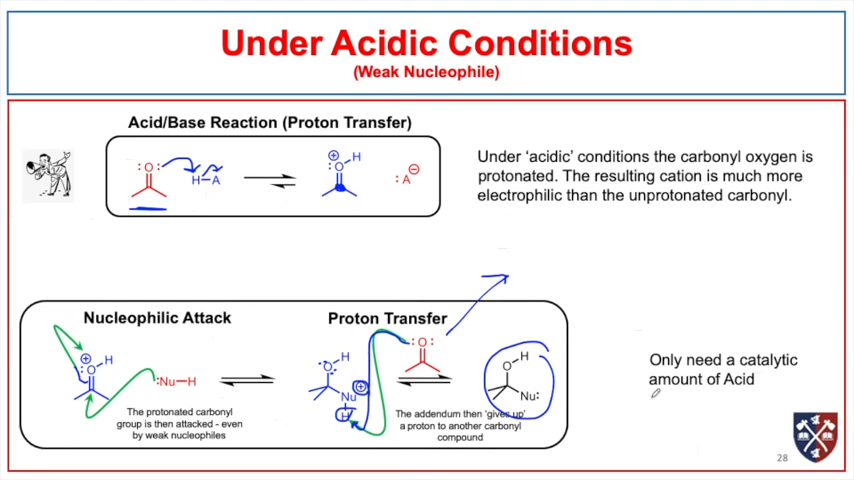 Under Acidic Conditions
(Weak Nucleophile)
Acid/Base Reaction (Proton Transfer)
:O: H–A ⊕ :O–H :A ⊖
Under 'acidic' conditions the carbonyl oxygen is
protonated. The resulting cation is much more
electrophilic than the unprotonated carbonyl.
Nucleophilic Attack
Proton Transfer
⊕ :O–H :Nu–H :O–H Nu ⊕ H :O: O–H Nu:
The protonated carbonyl
group is then attacked - even
by weak nucleophiles
The addendum then 'gives up'
a proton to another carbonyl
compound
Only need a catalytic
amount of Acid
28